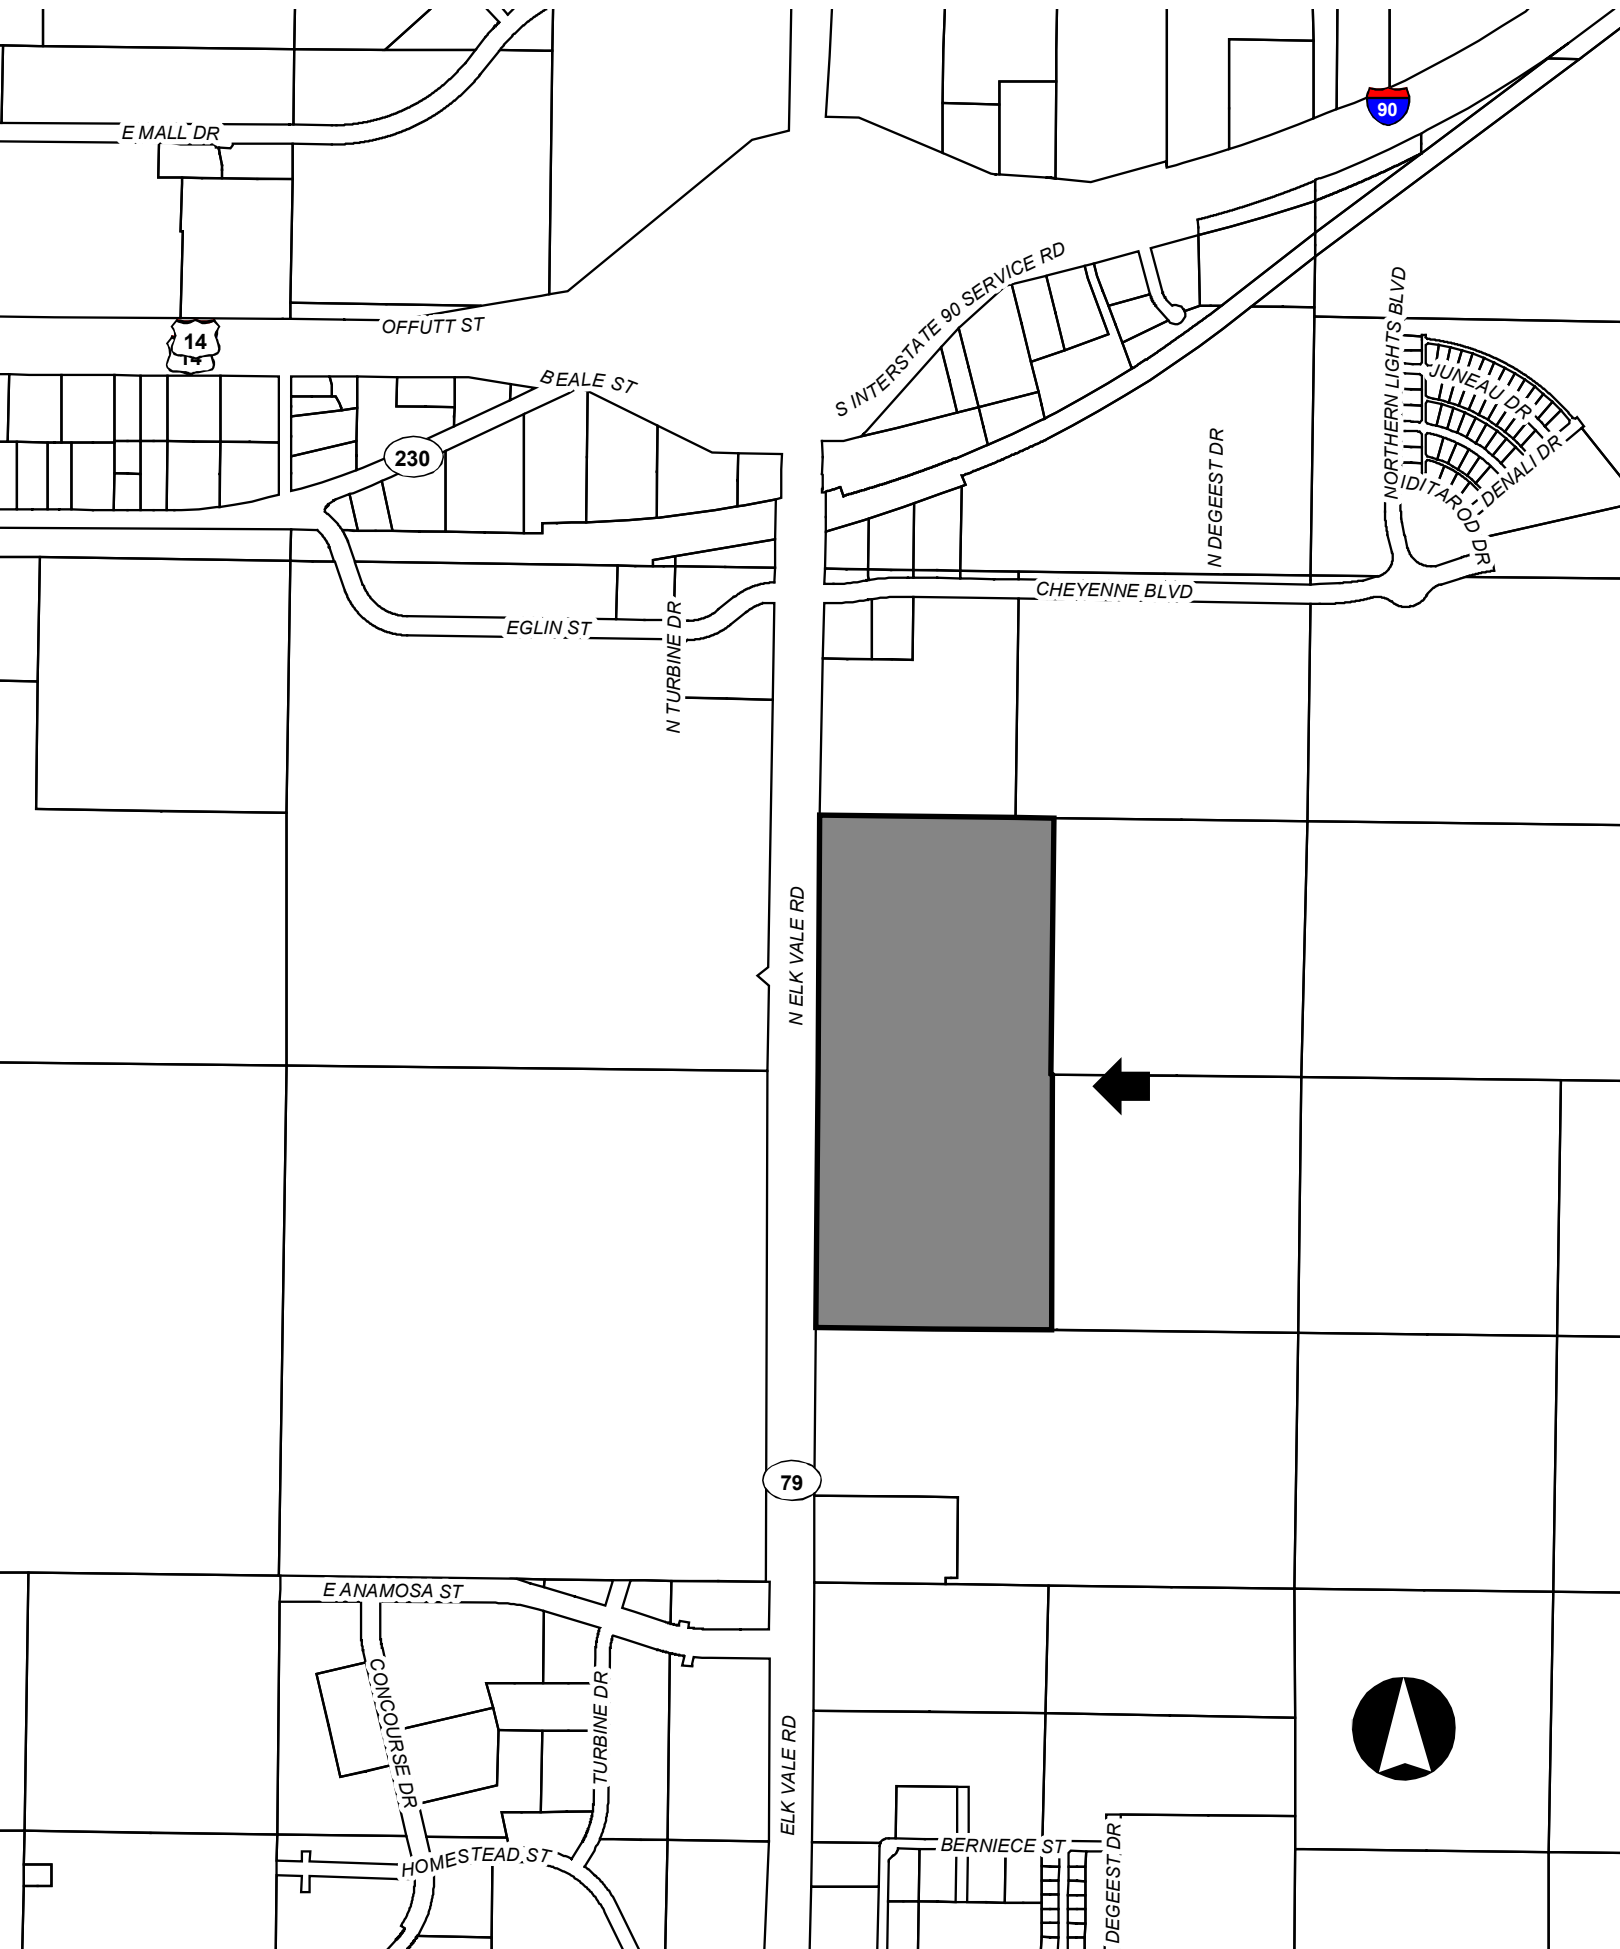 90
E MALL DR
S INTERSTATE 90 SERVICE RD
NORTHERN LIGHTS BLVD
OFFUTT ST
14
14
JUNEAU DR
BEALE ST
230
N DEGEEST DR
DENALI DR
IDITAROD DR
CHEYENNE BLVD
EGLIN ST
N TURBINE DR
N ELK VALE RD
79
E ANAMOSA ST
CONCOURSE DR
TURBINE DR
ELK VALE RD
HOMESTEAD ST
BERNIECE ST
DEGEEST DR